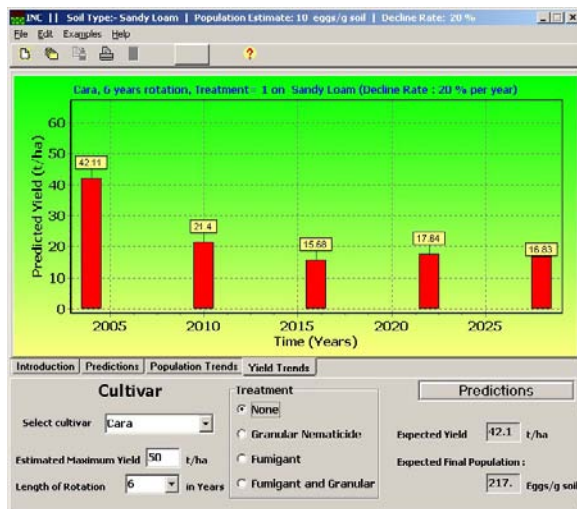 INC || Soil Type:- Sandy Loam | Population Estimate: 10 eggs/g soil | Decline Rate: 20 %
File Edit Examples Help
?
Cara, 6 years rotation, Treatment= 1 on Sandy Loam (Decline Rate : 20 % per year)
Predicted Yield (t/ha)
60
50
40
30
20
10
0
42.11
21.4
15.68
17.84
16.83
2005 2010 2015 2020 2025
Time (Years)
Introduction Predictions Population Trends Yield Trends
Cultivar
Select cultivar Cara
Estimated Maximum Yield 50 t/ha
Length of Rotation 6 in Years
Treatment
None
Granular Nematicide
Fumigant
Fumigant and Granular
Predictions
Expected Yield 42.1 t/ha
Expected Final Population :
217. Eggs/g soil